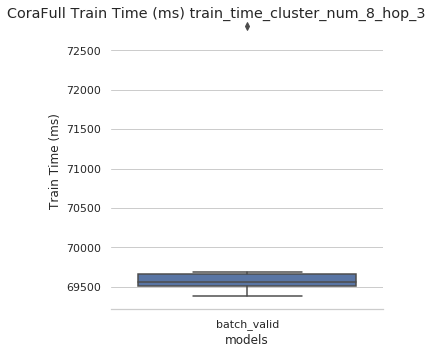 CoraFull Train Time (ms) train_time_cluster_num_8_hop_3
72500
72000
71500
71000
70500
70000
69500
Train Time (ms)
batch_valid
models